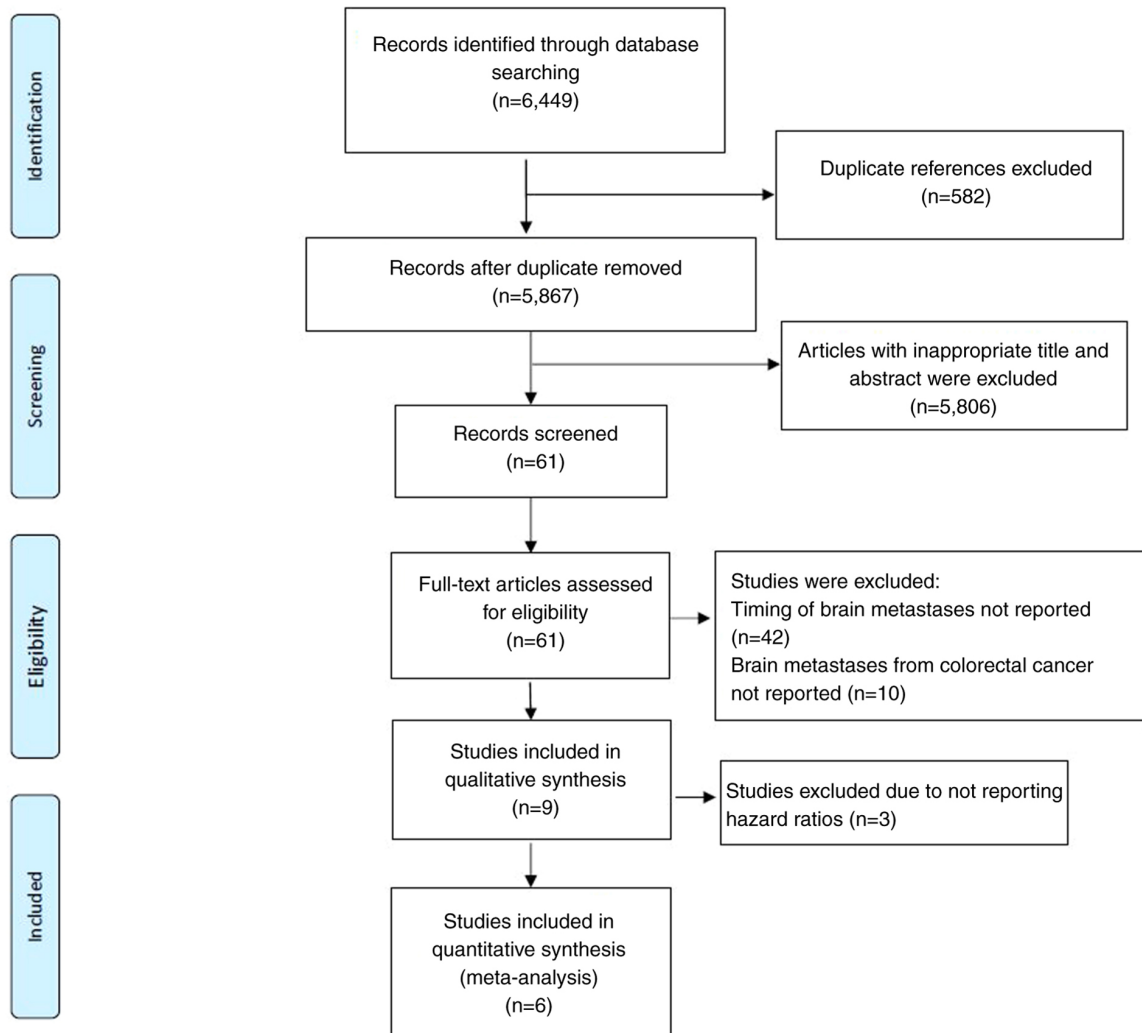 Identification
Records identified through database
searching
(n=6,449)
Duplicate references excluded
(n=582)
Records after duplicate removed
(n=5,867)
Screening
Articles with inappropriate title and
abstract were excluded
(n=5,806)
Records screened
(n=61)
Eligibility
Full-text articles assessed
for eligibility
(n=61)
Studies were excluded:
Timing of brain metastases not reported
(n=42)
Brain metastases from colorectal cancer
not reported (n=10)
Studies included in
qualitative synthesis
(n=9)
Studies excluded due to not reporting
hazard ratios (n=3)
Included
Studies included in
quantitative synthesis
(meta-analysis)
(n=6)